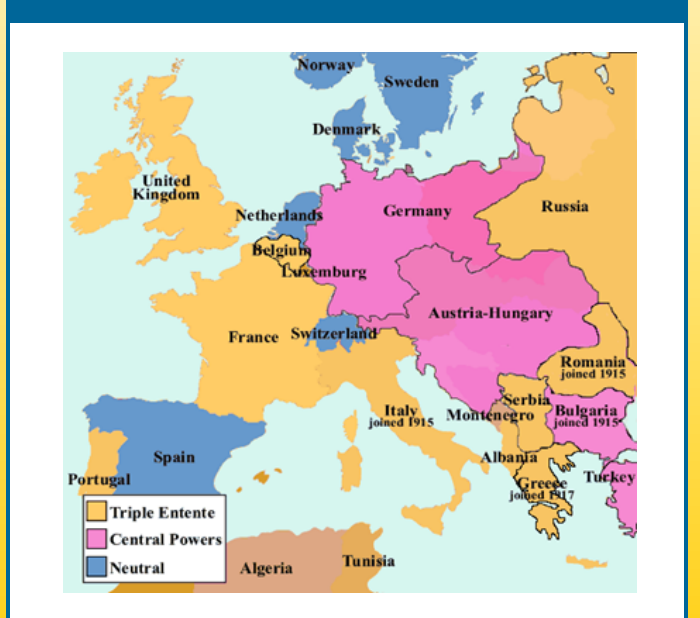 Norway
Sweden
Denmark
United
Kingdom
Netherlands
Germany
Russia
Belgium
Luxemburg
Austria-Hungary
France
Switzerland
Romania
joined 1915
Serbia
Italy
joined 1915
Montenegro
Bulgaria
joined 1915
Spain
Albania
Portugal
Greece
joined 1917
Turkey
Triple Entente
Central Powers
Neutral
Algeria
Tunisia